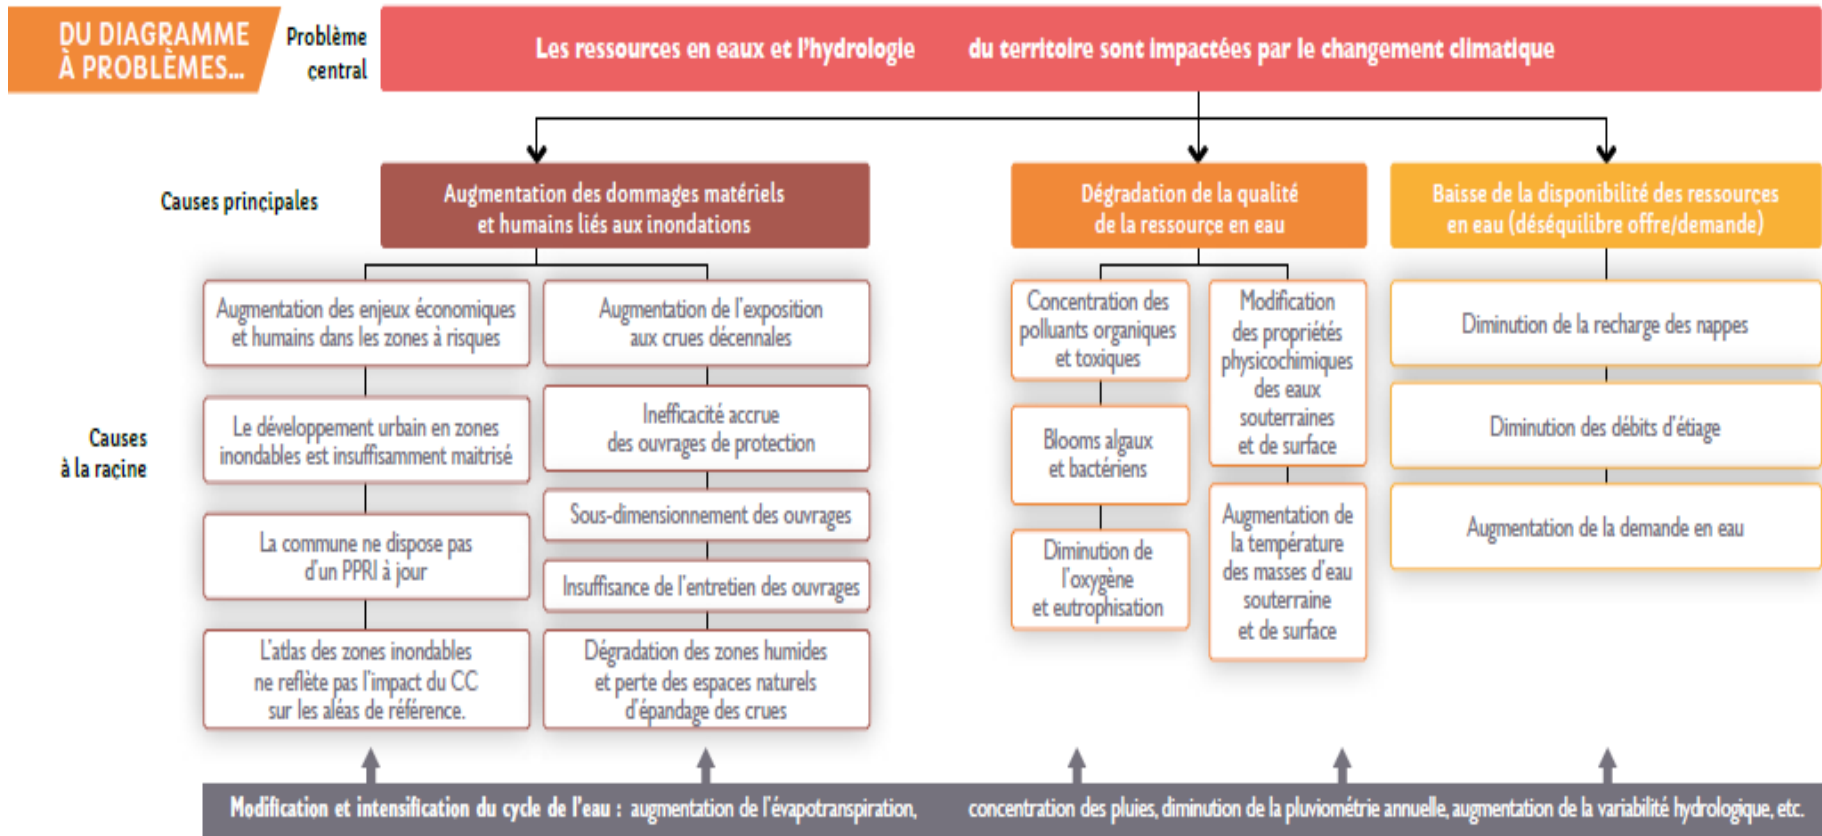 DU DIAGRAMME
À PROBLÈMES...
Problème
central
Les ressources en eaux et l'hydrologie du territoire sont impactées par le changement climatique
Causes principales
Augmentation des dommages matériels
et humains liés aux inondations
Dégradation de la qualité
de la ressource en eau
Baisse de la disponibilité des ressources
en eau (déséquilibre offre/demande)
Causes
à la racine
Augmentation des enjeux économiques
et humains dans les zones à risques
Le développement urbain en zones
inondables est insuffisamment maitrisé
La commune ne dispose pas
d'un PPRI à jour
L'atlas des zones inondables
ne reflète pas l'impact du CC
sur les aléas de référence.
Augmentation de l'exposition
aux crues décennales
Inefficacité accrue
des ouvrages de protection
Sous-dimensionnement des ouvrages
Insuffisance de l'entretien des ouvrages
Dégradation des zones humides
et perte des espaces naturels
d'épandage des crues
Concentration des
polluants organiques
et toxiques
Blooms algaux
et bactériens
Diminution de
l'oxygène
et eutrophisation
Modification
des propriétés
physicochimiques
des eaux
souterraines
et de surface
Augmentation de
la température
des masses d'eau
souterraine
et de surface
Diminution de la recharge des nappes
Diminution des débits d'étiage
Augmentation de la demande en eau
Modification et intensification du cycle de l'eau : augmentation de l'évapotranspiration, concentration des pluies, diminution de la pluviométrie annuelle, augmentation de la variabilité hydrologique, etc.